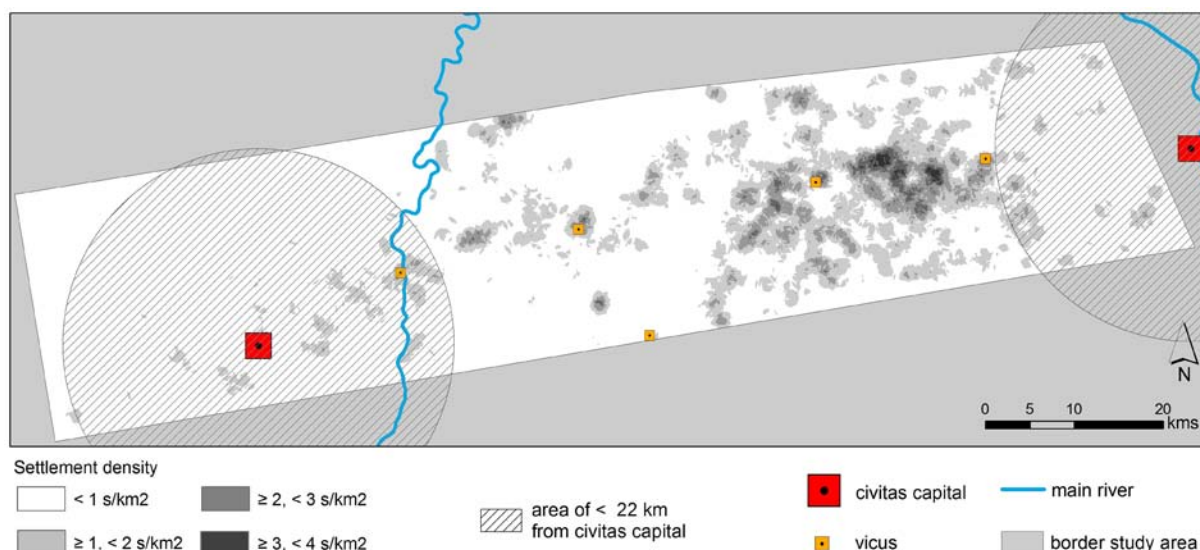 N
0 5 10 20
kms
Settlement density
< 1 s/km2
≥ 2, < 3 s/km2
≥ 1, < 2 s/km2
≥ 3, < 4 s/km2
area of < 22 km
from civitas capital
civitas capital
vicus
main river
border study area